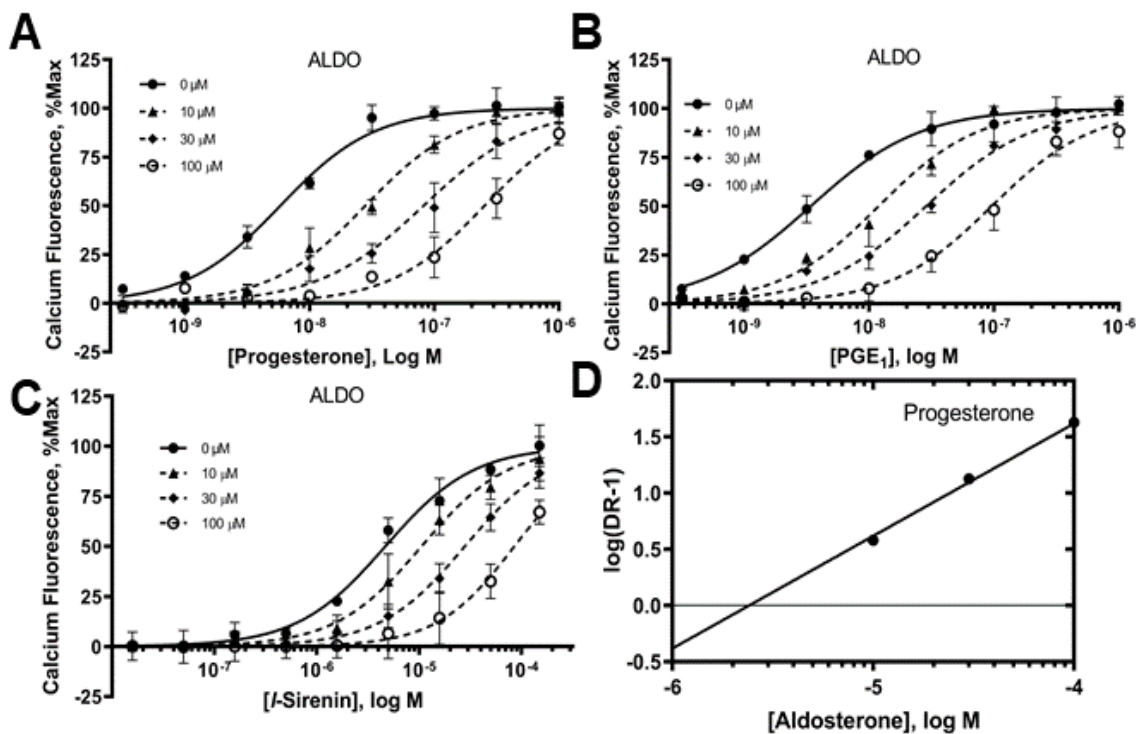 A
ALDO
Calcium Fluorescence, %Max
125
100
75
50
25
0
-25
0 µM
10 µM
30 µM
100 µM
10-9
10-8
10-7
10-6
[Progesterone], Log M
B
ALDO
Calcium Fluorescence, %Max
125
100
75
50
25
0
-25
0 µM
10 µM
30 µM
100 µM
10-9
10-8
10-7
10-6
[PGE1], log M
C
ALDO
Calcium Fluorescence, %Max
125
100
75
50
25
0
-25
0 µM
10 µM
30 µM
100 µM
10-7
10-6
10-5
10-4
[l-Sirenin], log M
D
Progesterone
log(DR-1)
2.0
1.5
1.0
0.5
0.0
-0.5
-6
-5
-4
[Aldosterone], log M